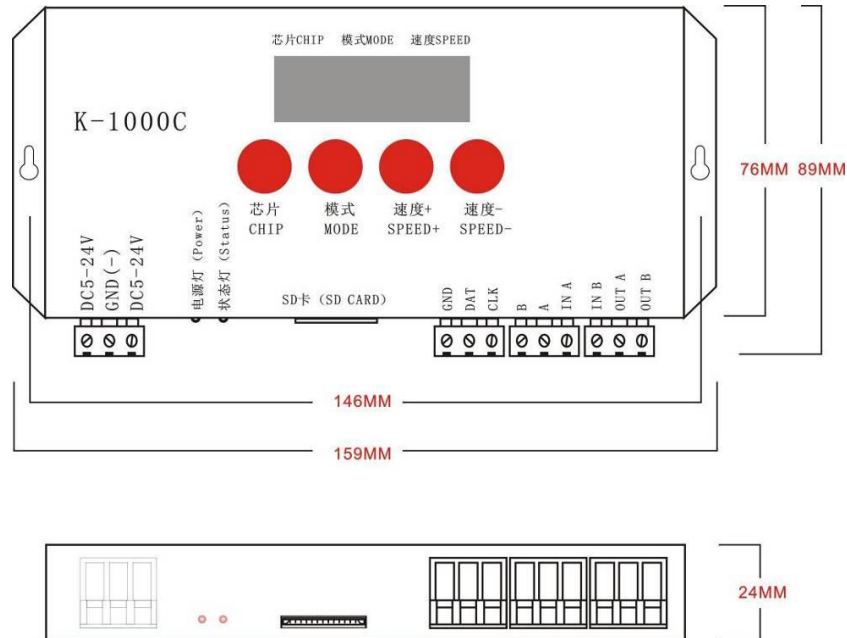 芯片CHIP 模式MODE 速度SPEED
K-1000C
芯片 模式 速度+ 速度-
CHIP MODE SPEED+ SPEED-
DC5-24V
GND(-)
DC5-24V
电源灯(Power)
状态灯(Status)
SD卡(SD CARD)
GND
DAT
CLK
B
A
IN A
IN B
OUT A
OUT B
76MM 89MM
146MM
159MM
24MM